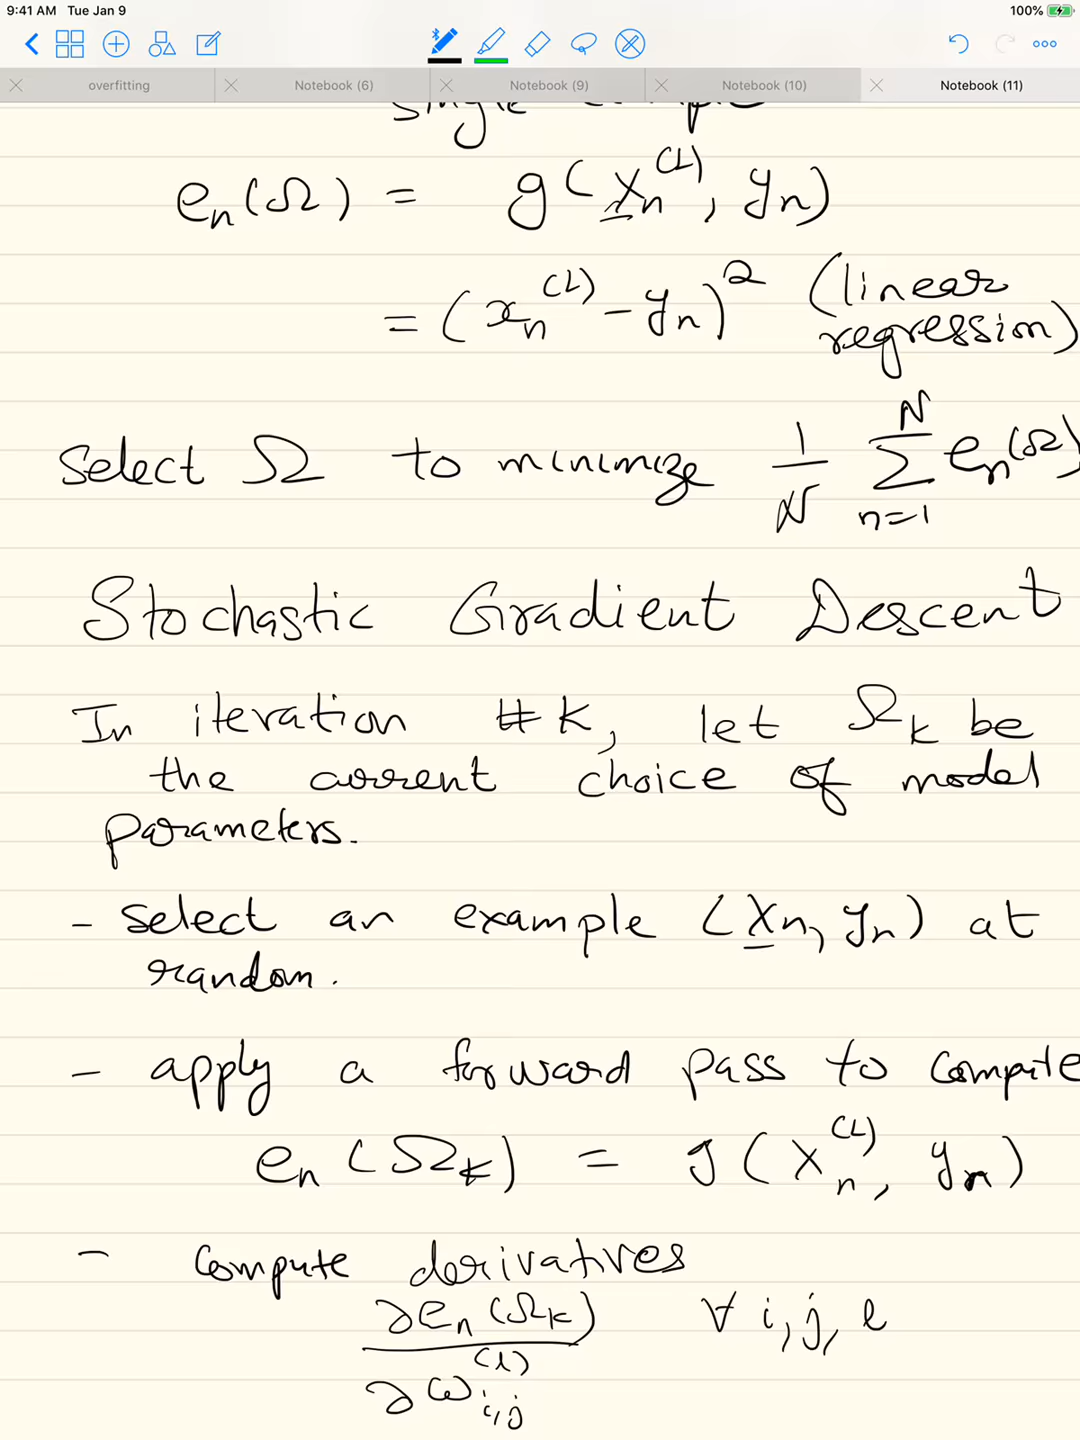 9:41 AM Tue Jan 9 100%
overfitting Notebook (6) Notebook (9) Notebook (10) Notebook (11)
single
eₙ(Ω) = g(x̲ₙ⁽ᴸ⁾, yₙ)
= (xₙ⁽ᴸ⁾ - yₙ)² (linear
regression)
select Ω to minimize 1/N Σₙ₌₁ᴺ eₙ(Ω)
Stochastic Gradient Descent
In iteration #k, let Ωₖ be
the current choice of model
parameters.
- select an example (x̲ₙ, yₙ) at
random.
- apply a forward pass to compute
eₙ(Ωₖ) = g(xₙ⁽ᴸ⁾, yₙ)
- Compute derivatives
∂eₙ(Ωₖ) / ∂ω_{i,j}^{(l)} ∀ i, j, l